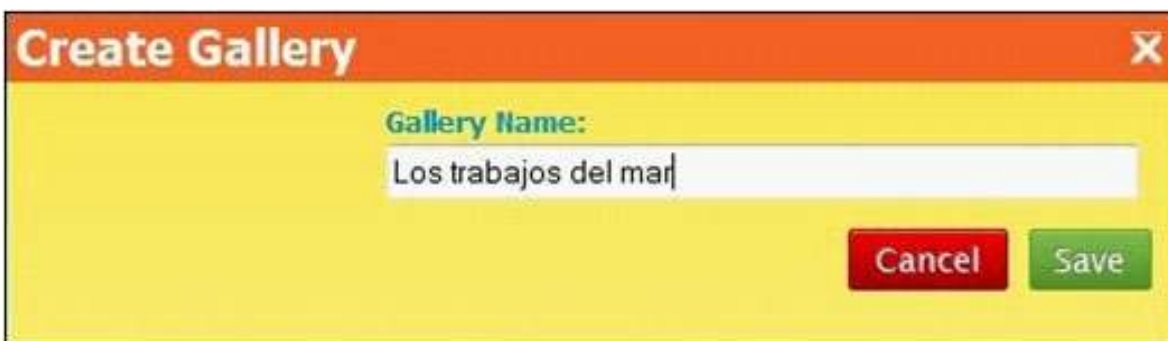 Create Gallery X
Gallery Name:
Los trabajos del mar
Cancel Save